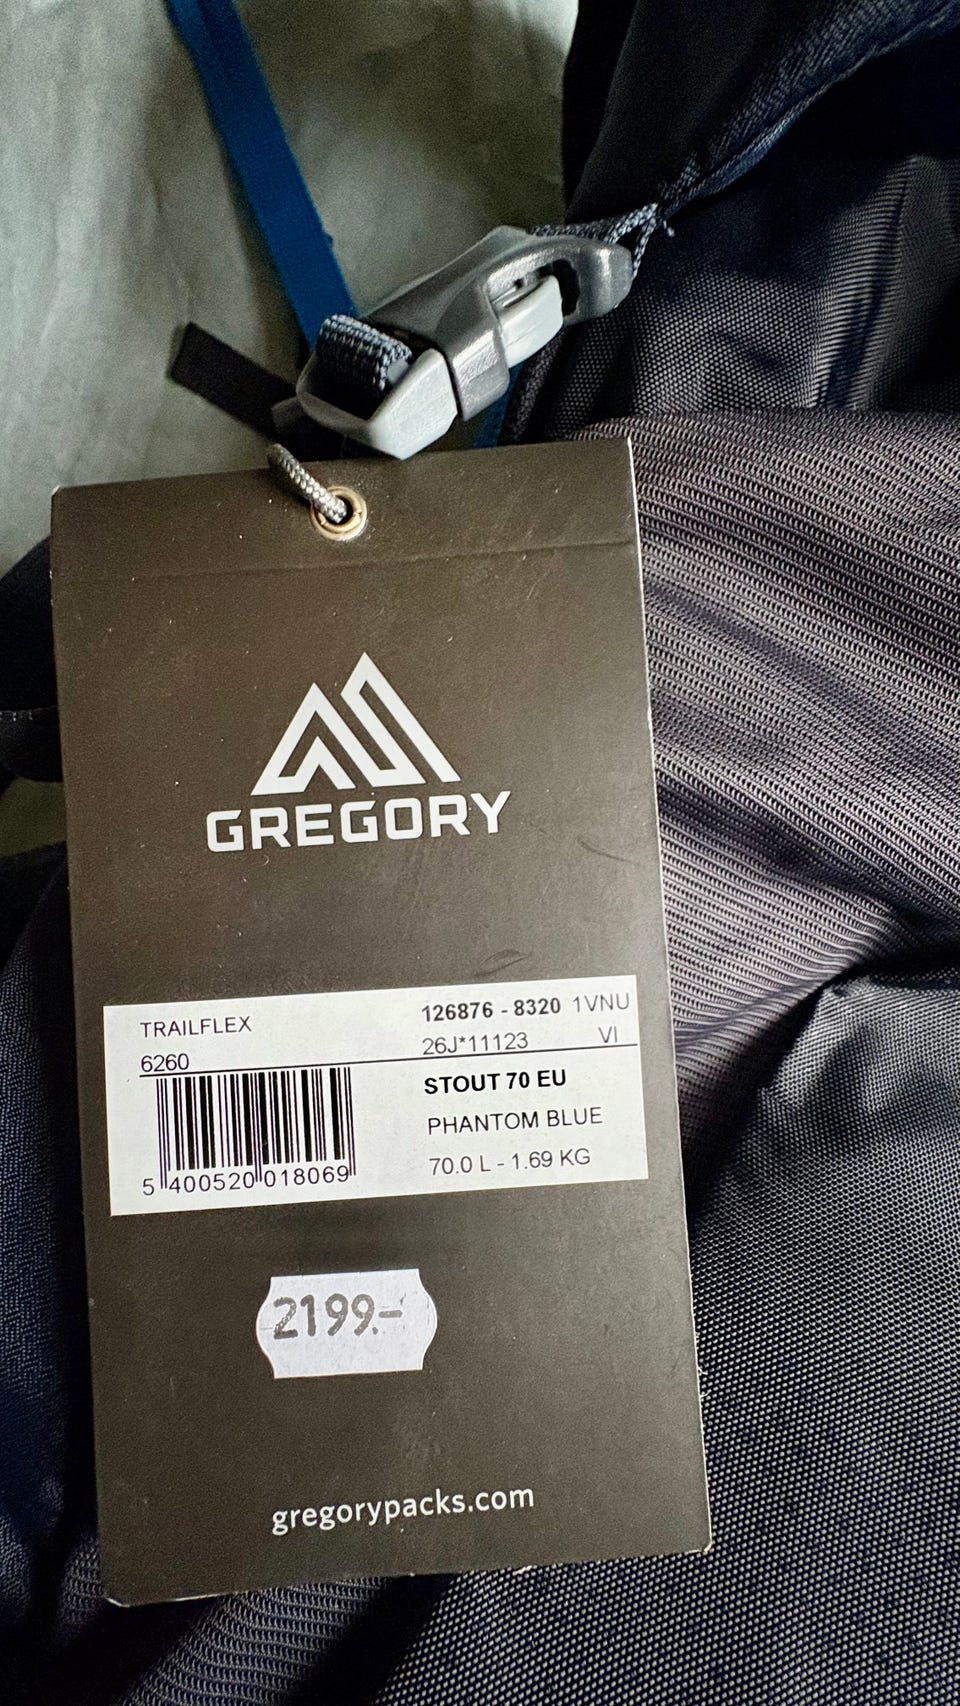 GREGORY
TRAILFLEX
6260
126876 - 8320 1VNU
26J*11123 VI
STOUT 70 EU
PHANTOM BLUE
70.0 L - 1.69 KG
5 400520 018069
2199.-
gregorypacks.com